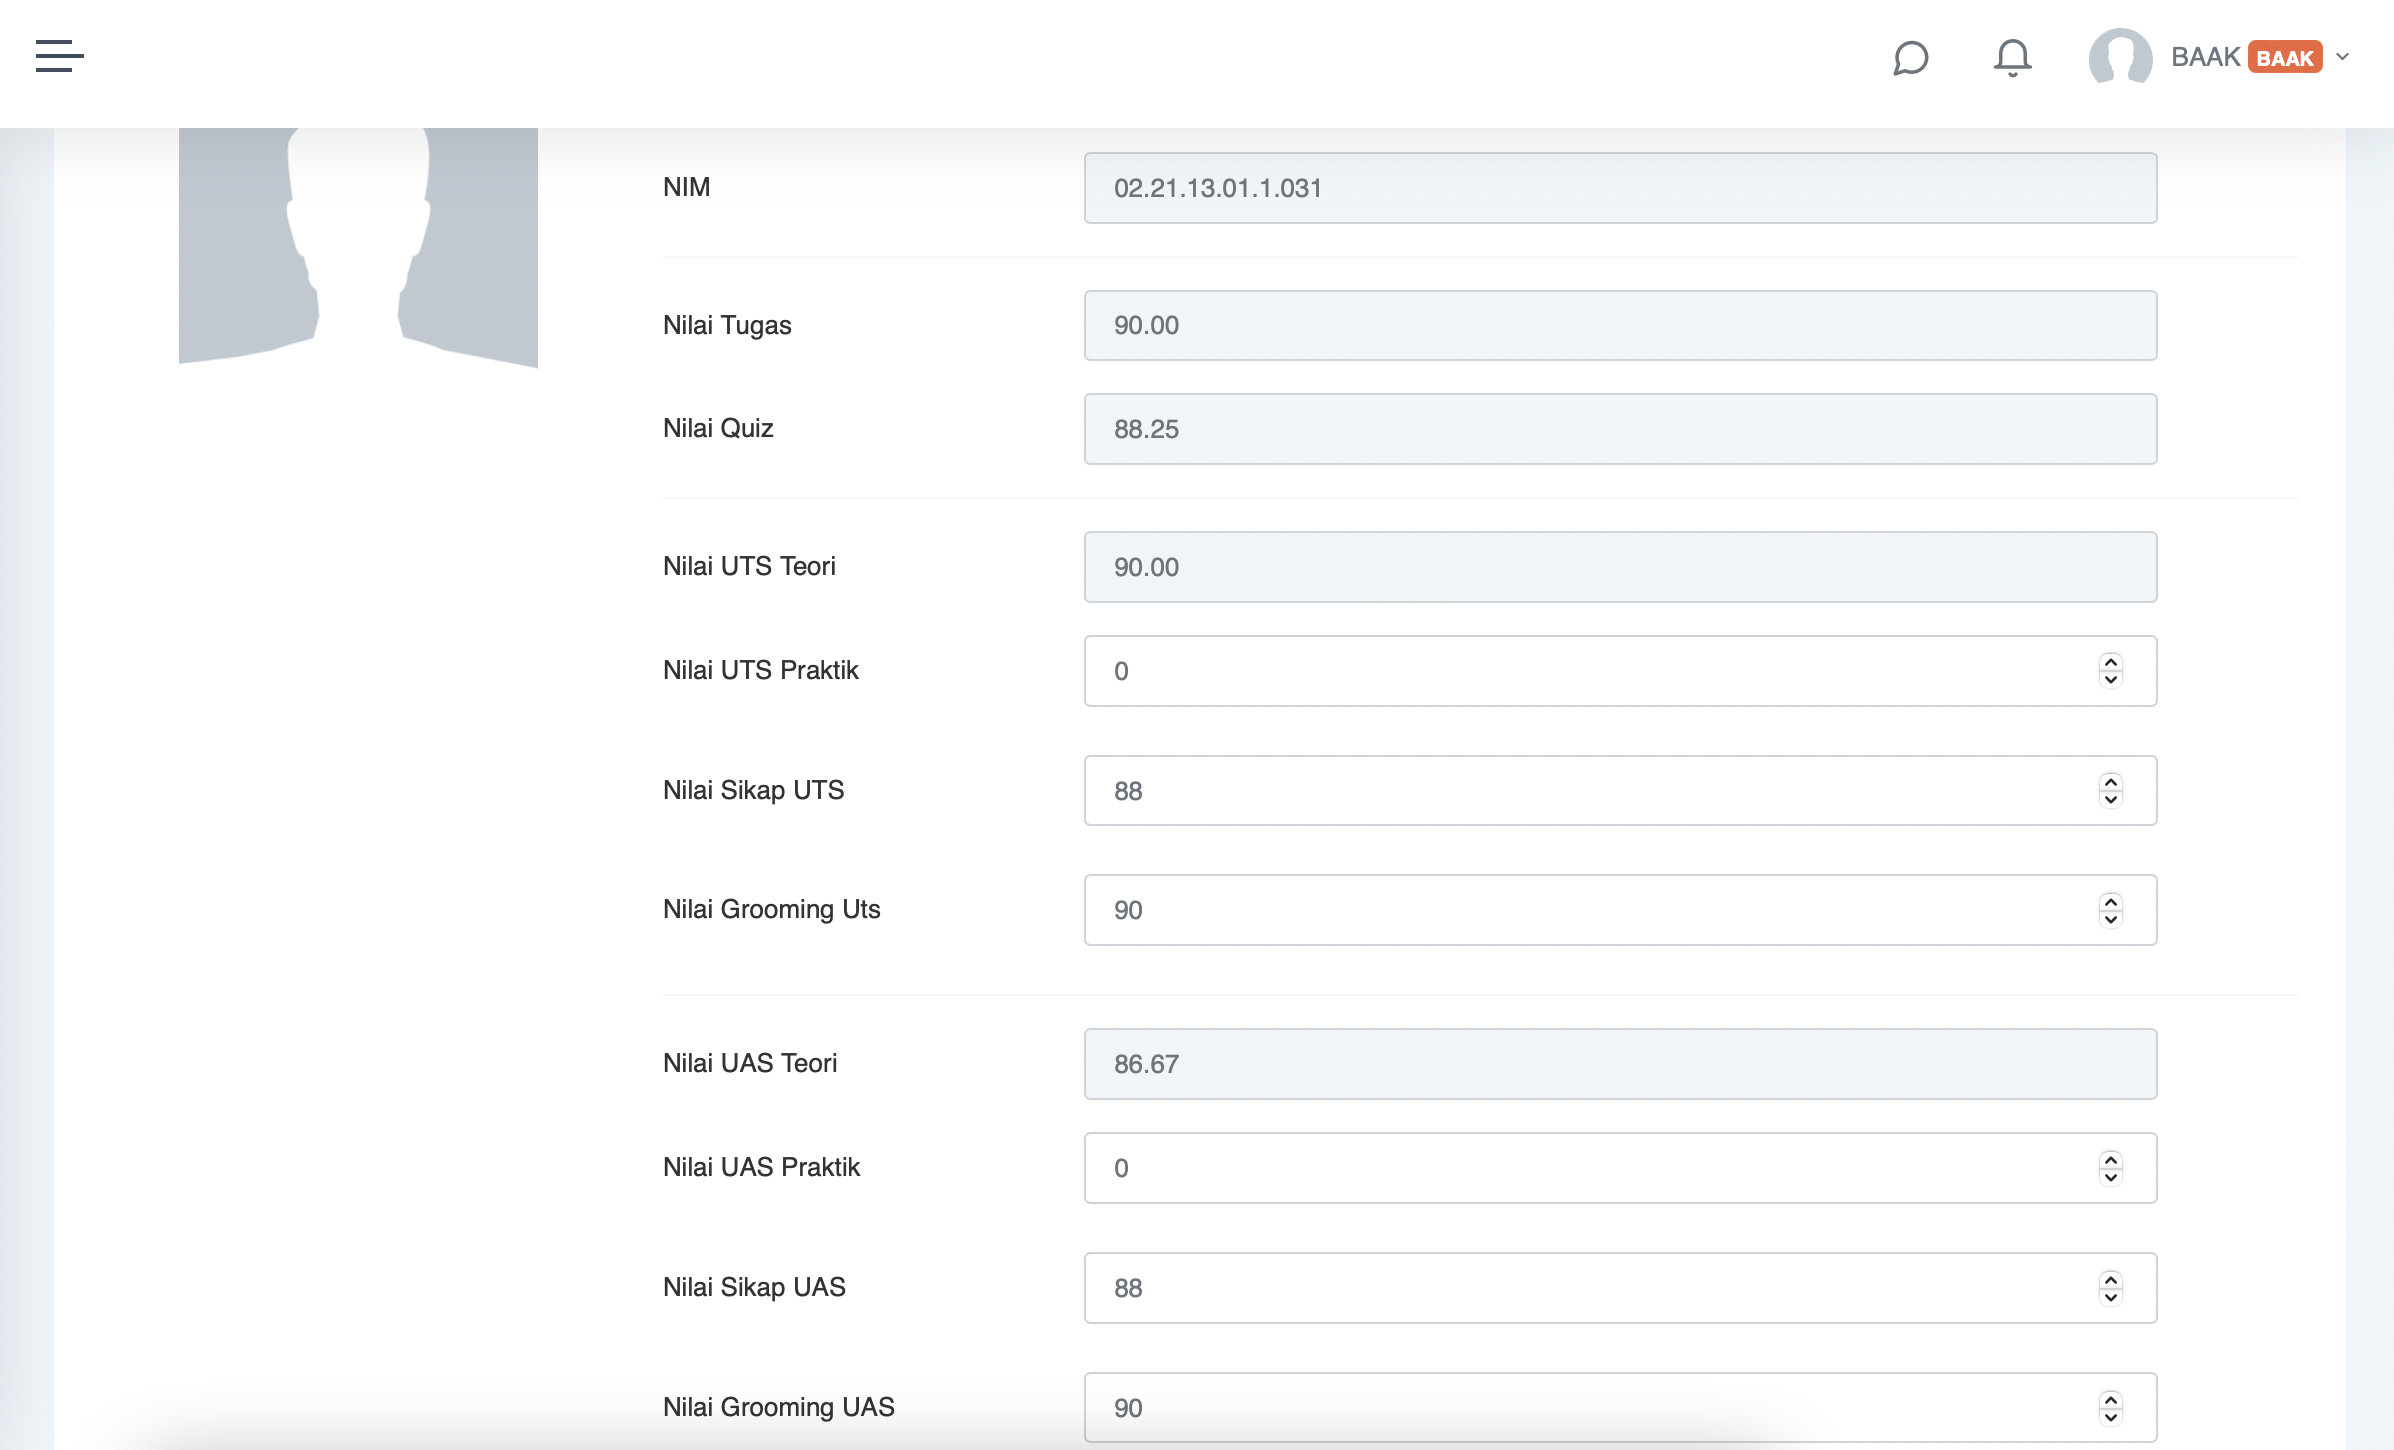 BAAK BAAK
NIM 02.21.13.01.1.031
Nilai Tugas 90.00
Nilai Quiz 88.25
Nilai UTS Teori 90.00
Nilai UTS Praktik 0
Nilai Sikap UTS 88
Nilai Grooming Uts 90
Nilai UAS Teori 86.67
Nilai UAS Praktik 0
Nilai Sikap UAS 88
Nilai Grooming UAS 90